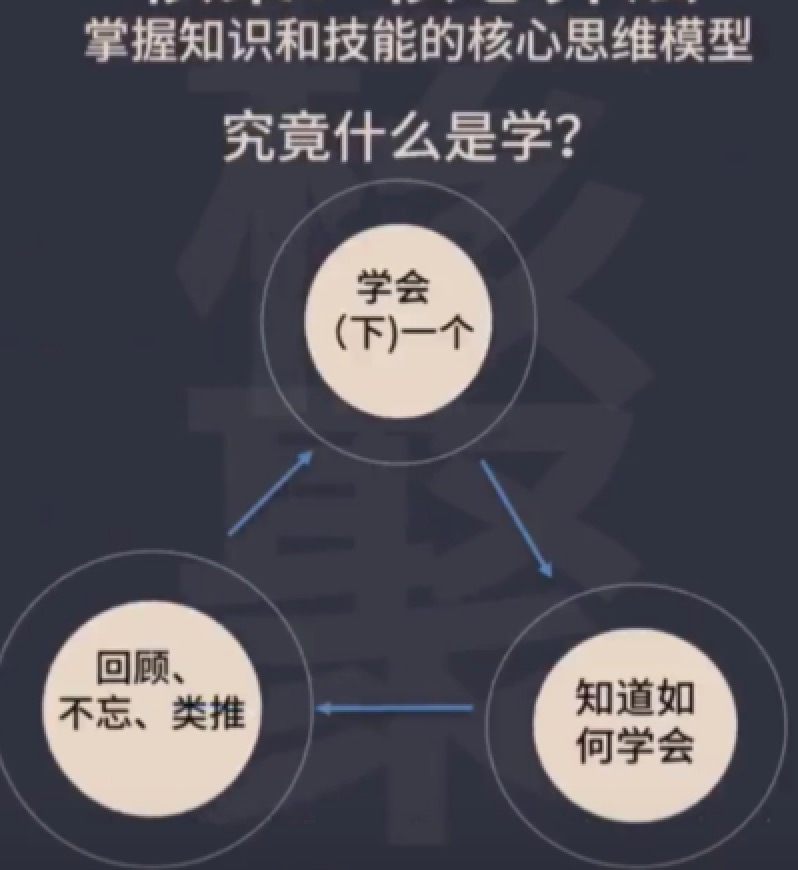 掌握知识和技能的核心思维模型
究竟什么是学?
学会
(下)一个
回顾、
不忘、类推
知道如
何学会